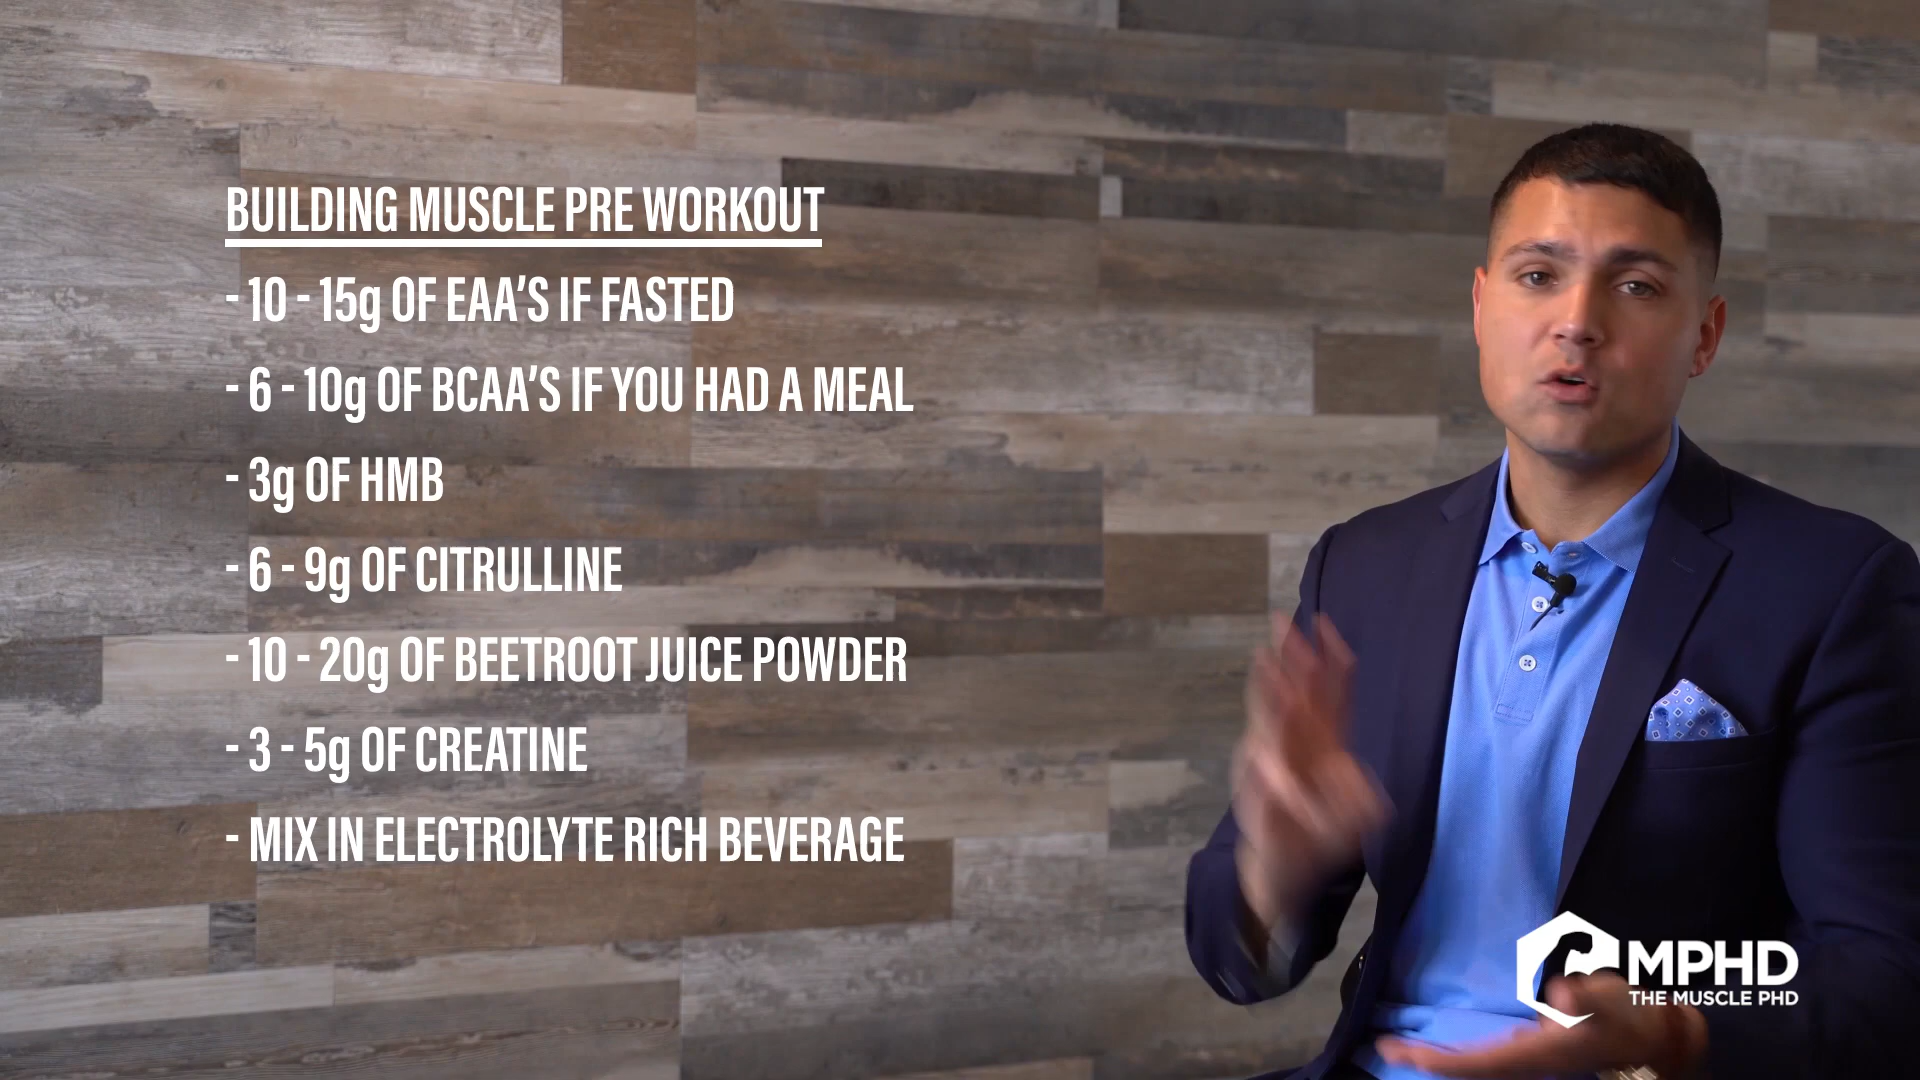 BUILDING MUSCLE PRE WORKOUT
- 10 - 15g OF EAA'S IF FASTED
- 6 - 10g OF BCAA'S IF YOU HAD A MEAL
- 3g OF HMB
- 6 - 9g OF CITRULLINE
- 10 - 20g OF BEETROOT JUICE POWDER
- 3 - 5g OF CREATINE
- MIX IN ELECTROLYTE RICH BEVERAGE
MPHD
THE MUSCLE PHD